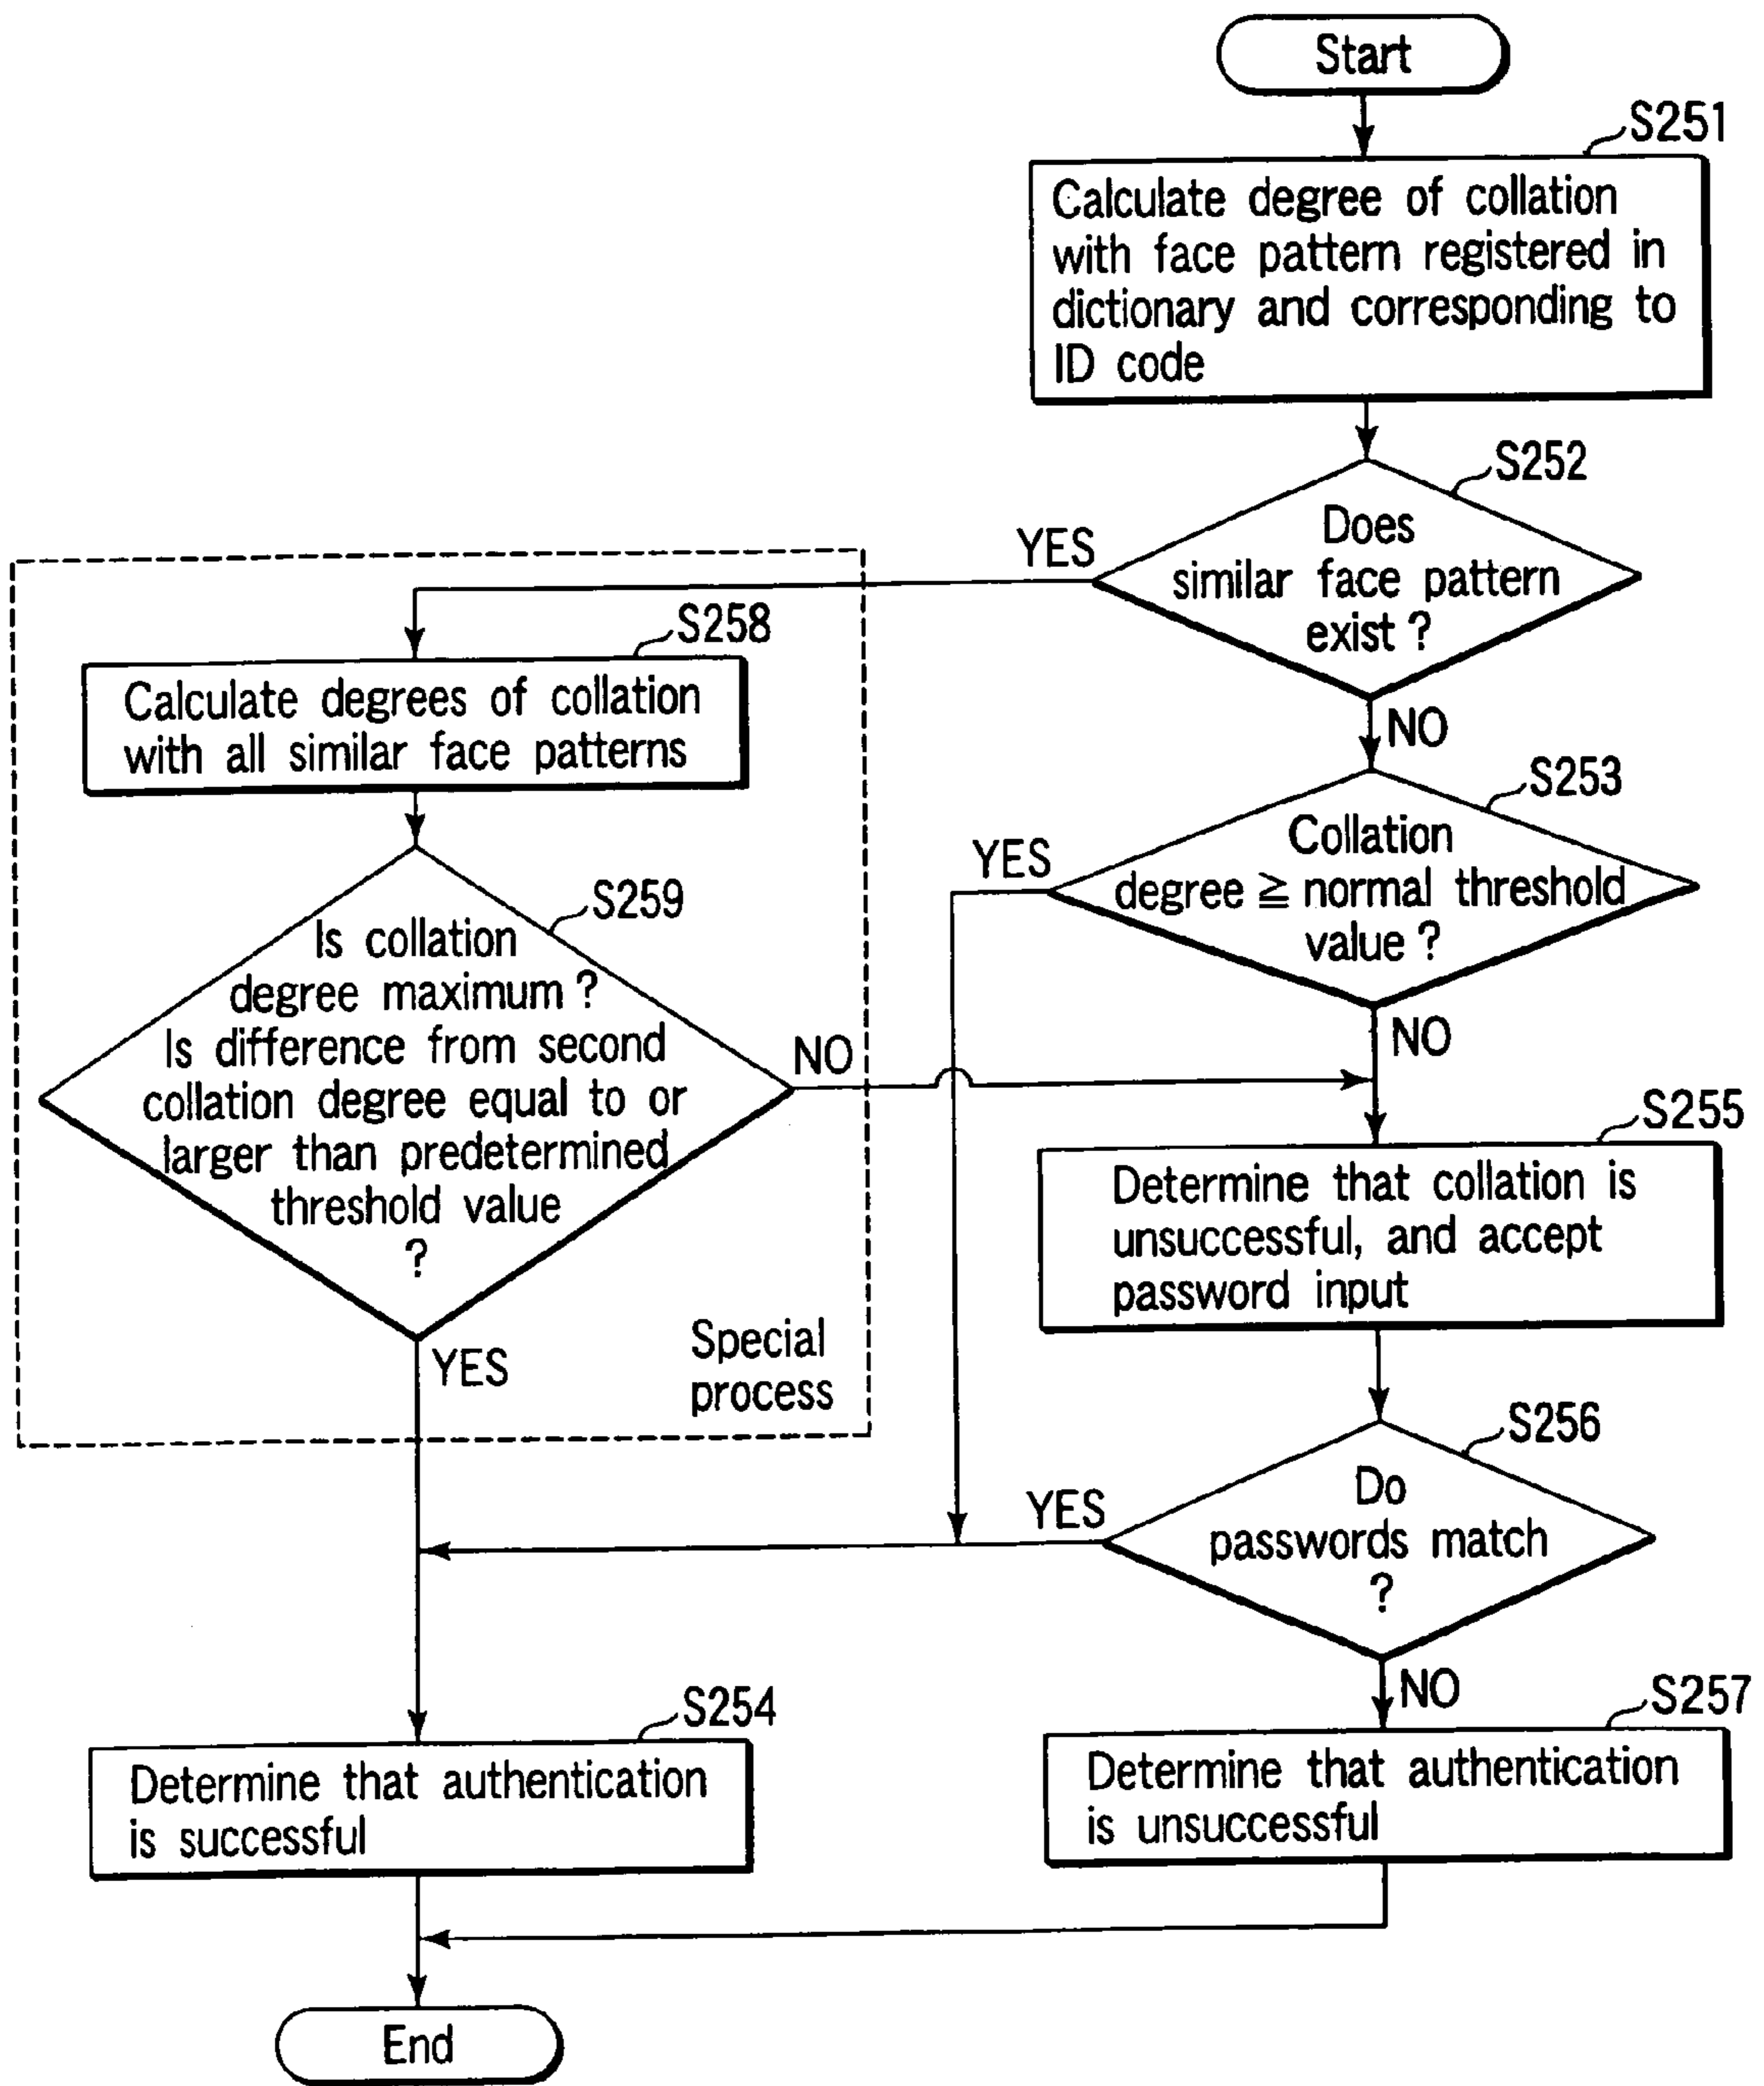 Start
S251
Calculate degree of collation
with face pattern registered in
dictionary and corresponding to
ID code
S252
Does
similar face pattern
exist ?
YES
NO
S258
Calculate degrees of collation
with all similar face patterns
S253
Collation
degree ≧ normal threshold
value ?
YES
NO
S259
Is collation
degree maximum ?
Is difference from second
collation degree equal to or
larger than predetermined
threshold value
?
NO
YES
Special
process
S255
Determine that collation is
unsuccessful, and accept
password input
S256
Do
passwords match
?
YES
NO
S254
Determine that authentication
is successful
S257
Determine that authentication
is unsuccessful
End